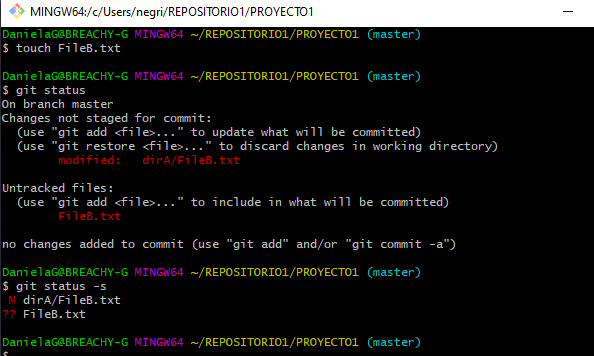 MINGW64:/c/Users/negri/REPOSITORIO1/PROYECTO1
DanielaG@BREACHY-G MINGW64 ~/REPOSITORIO1/PROYECTO1 (master)
$ touch FileB.txt
DanielaG@BREACHY-G MINGW64 ~/REPOSITORIO1/PROYECTO1 (master)
$ git status
On branch master
Changes not staged for commit:
  (use "git add <file>..." to update what will be committed)
  (use "git restore <file>..." to discard changes in working directory)
        modified:   dirA/FileB.txt
Untracked files:
  (use "git add <file>..." to include in what will be committed)
        FileB.txt
no changes added to commit (use "git add" and/or "git commit -a")
DanielaG@BREACHY-G MINGW64 ~/REPOSITORIO1/PROYECTO1 (master)
$ git status -s
 M dirA/FileB.txt
?? FileB.txt
DanielaG@BREACHY-G MINGW64 ~/REPOSITORIO1/PROYECTO1 (master)
$